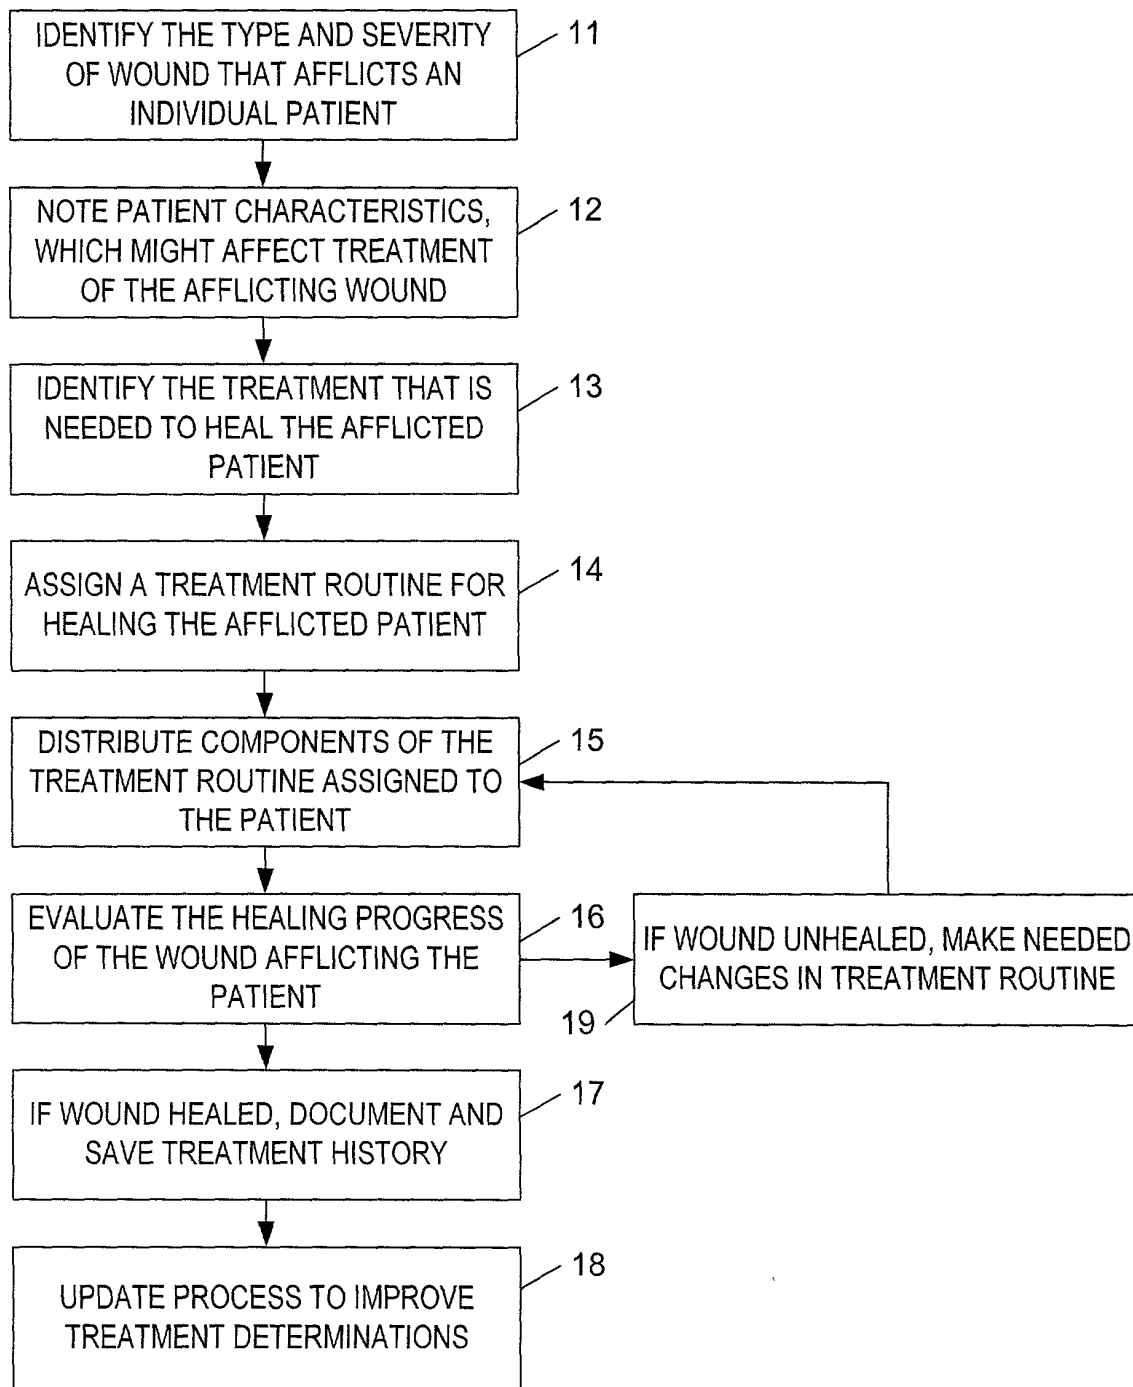 IDENTIFY THE TYPE AND SEVERITY
OF WOUND THAT AFFLICTS AN
INDIVIDUAL PATIENT
11
NOTE PATIENT CHARACTERISTICS,
WHICH MIGHT AFFECT TREATMENT
OF THE AFFLICTING WOUND
12
IDENTIFY THE TREATMENT THAT IS
NEEDED TO HEAL THE AFFLICTED
PATIENT
13
ASSIGN A TREATMENT ROUTINE FOR
HEALING THE AFFLICTED PATIENT
14
DISTRIBUTE COMPONENTS OF THE
TREATMENT ROUTINE ASSIGNED TO
THE PATIENT
15
EVALUATE THE HEALING PROGRESS
OF THE WOUND AFFLICTING THE
PATIENT
16
IF WOUND UNHEALED, MAKE NEEDED
CHANGES IN TREATMENT ROUTINE
19
IF WOUND HEALED, DOCUMENT AND
SAVE TREATMENT HISTORY
17
UPDATE PROCESS TO IMPROVE
TREATMENT DETERMINATIONS
18